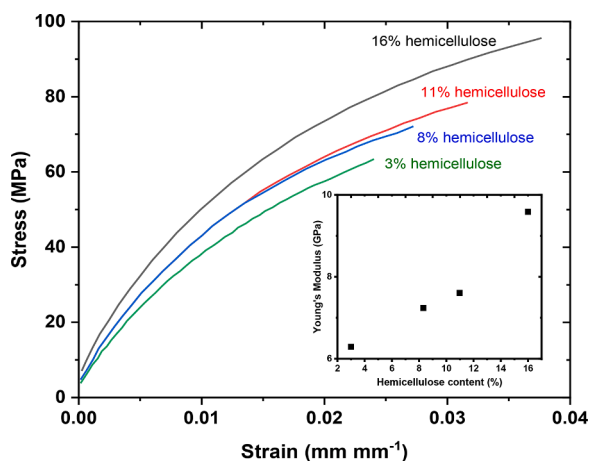 100
80
60
40
20
0
Stress (MPa)
0.00
0.01
0.02
0.03
0.04
Strain (mm mm⁻¹)
16% hemicellulose
11% hemicellulose
8% hemicellulose
3% hemicellulose
10
8
6
Young's Modulus (GPa)
2 4 6 8 10 12 14 16
Hemicellulose content (%)